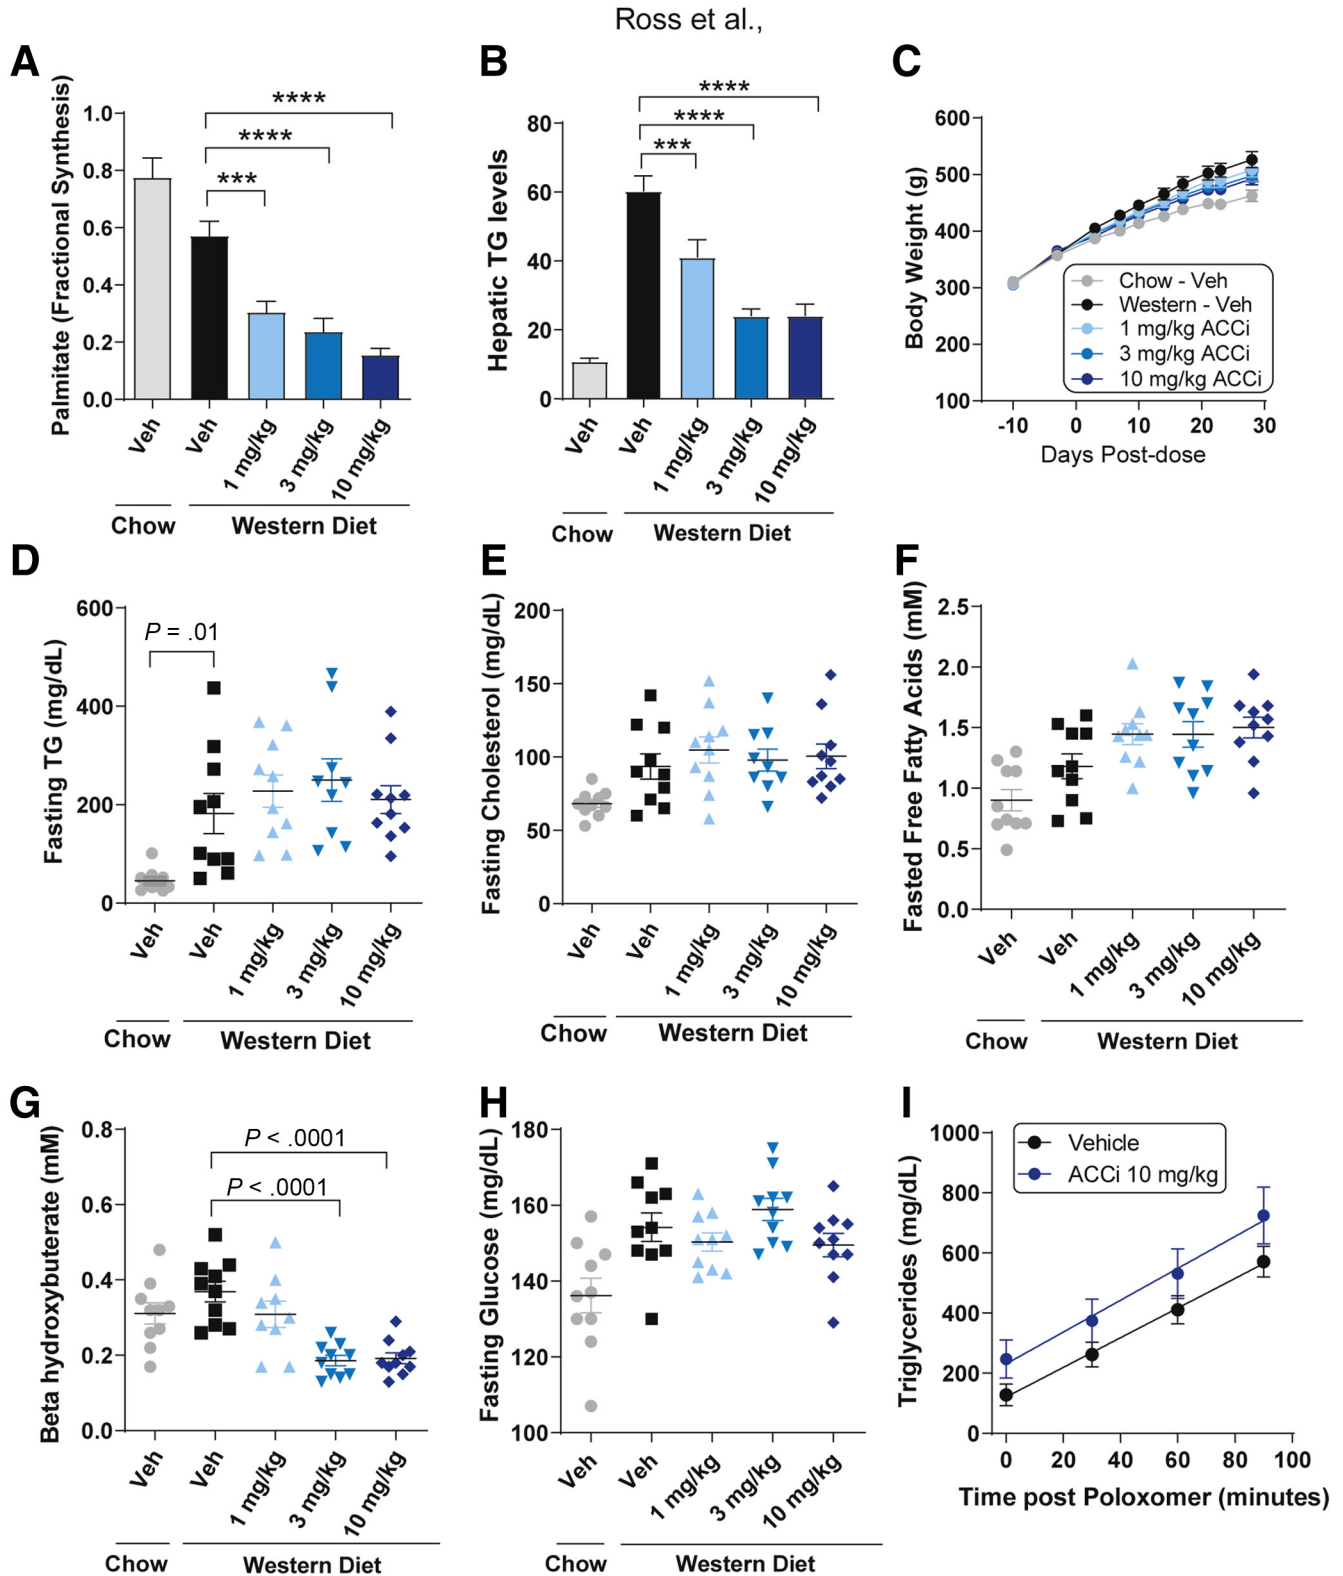 Ross et al.,
A
Palmitate (Fractional Synthesis)
1.0
0.8
0.6
0.4
0.2
0.0
****
****
***
Veh
Veh
1 mg/kg
3 mg/kg
10 mg/kg
Chow
Western Diet
B
Hepatic TG levels
80
60
40
20
0
****
****
***
Veh
Veh
1 mg/kg
3 mg/kg
10 mg/kg
Chow
Western Diet
C
Body Weight (g)
600
500
400
300
200
100
Chow - Veh
Western - Veh
1 mg/kg ACCi
3 mg/kg ACCi
10 mg/kg ACCi
-10
0
10
20
30
Days Post-dose
D
Fasting TG (mg/dL)
600
400
200
0
P = .01
Veh
Veh
1 mg/kg
3 mg/kg
10 mg/kg
Chow
Western Diet
E
Fasting Cholesterol (mg/dL)
200
150
100
50
0
Veh
Veh
1 mg/kg
3 mg/kg
10 mg/kg
Chow
Western Diet
F
Fasted Free Fatty Acids (mM)
2.5
2.0
1.5
1.0
0.5
0.0
Veh
Veh
1 mg/kg
3 mg/kg
10 mg/kg
Chow
Western Diet
G
Beta hydroxybuterate (mM)
0.8
0.6
0.4
0.2
0.0
P < .0001
P < .0001
Veh
Veh
1 mg/kg
3 mg/kg
10 mg/kg
Chow
Western Diet
H
Fasting Glucose (mg/dL)
180
160
140
120
100
Veh
Veh
1 mg/kg
3 mg/kg
10 mg/kg
Chow
Western Diet
I
Triglycerides (mg/dL)
1000
800
600
400
200
0
Vehicle
ACCi 10 mg/kg
0
20
40
60
80
100
Time post Poloxomer (minutes)